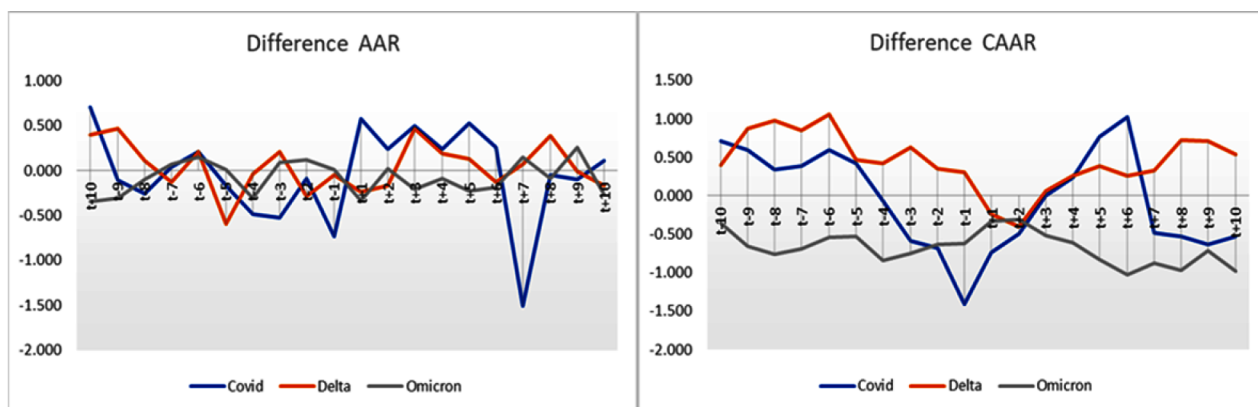 Difference AAR
1.000
0.500
0.000
-0.500
-1.000
-1.500
-2.000
t-10 t-9 t-8 t-7 t-6 t-5 t-4 t-3 t-2 t-1 t+1 t+2 t+3 t+4 t+5 t+6 t+7 t+8 t+9 t+10
Covid Delta Omicron
Difference CAAR
1.500
1.000
0.500
0.000
-0.500
-1.000
-1.500
-2.000
t-10 t-9 t-8 t-7 t-6 t-5 t-4 t-3 t-2 t-1 t+1 t+2 t+3 t+4 t+5 t+6 t+7 t+8 t+9 t+10
Covid Delta Omicron